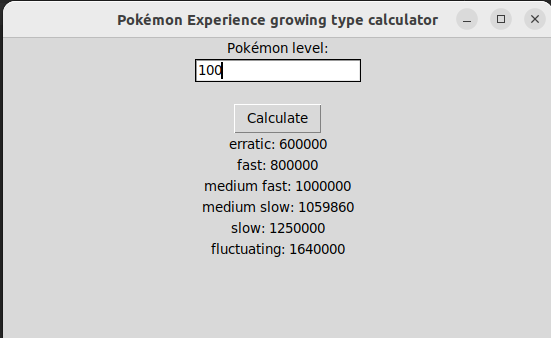 Pokémon Experience growing type calculator
Pokémon level:
100
Calculate
erratic: 600000
fast: 800000
medium fast: 1000000
medium slow: 1059860
slow: 1250000
fluctuating: 1640000